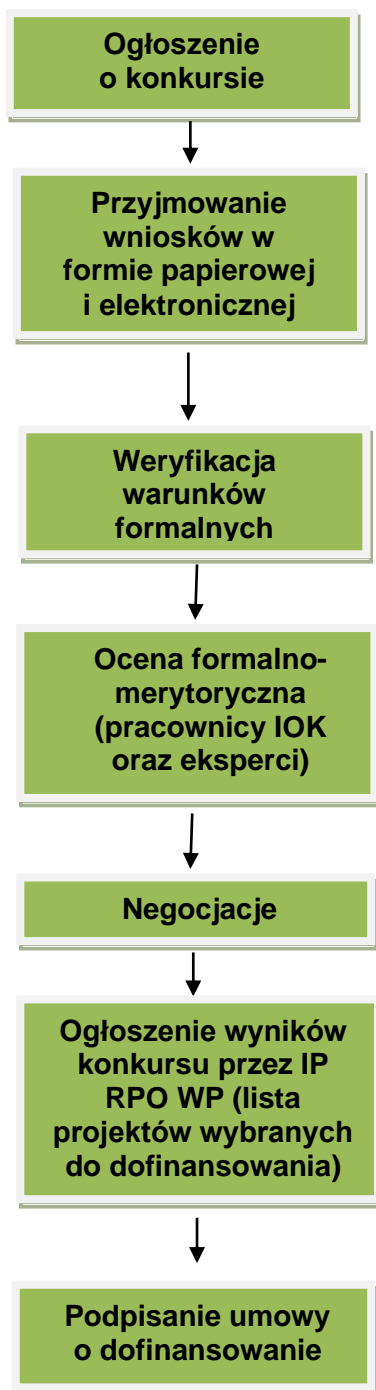 Ogłoszenie
o konkursie
Przyjmowanie
wniosków w
formie papierowej
i elektronicznej
Weryfikacja
warunków
formalnych
Ocena formalno-
merytoryczna
(pracownicy IOK
oraz eksperci)
Negocjacje
Ogłoszenie wyników
konkursu przez IP
RPO WP (lista
projektów wybranych
do dofinansowania)
Podpisanie umowy
o dofinansowanie